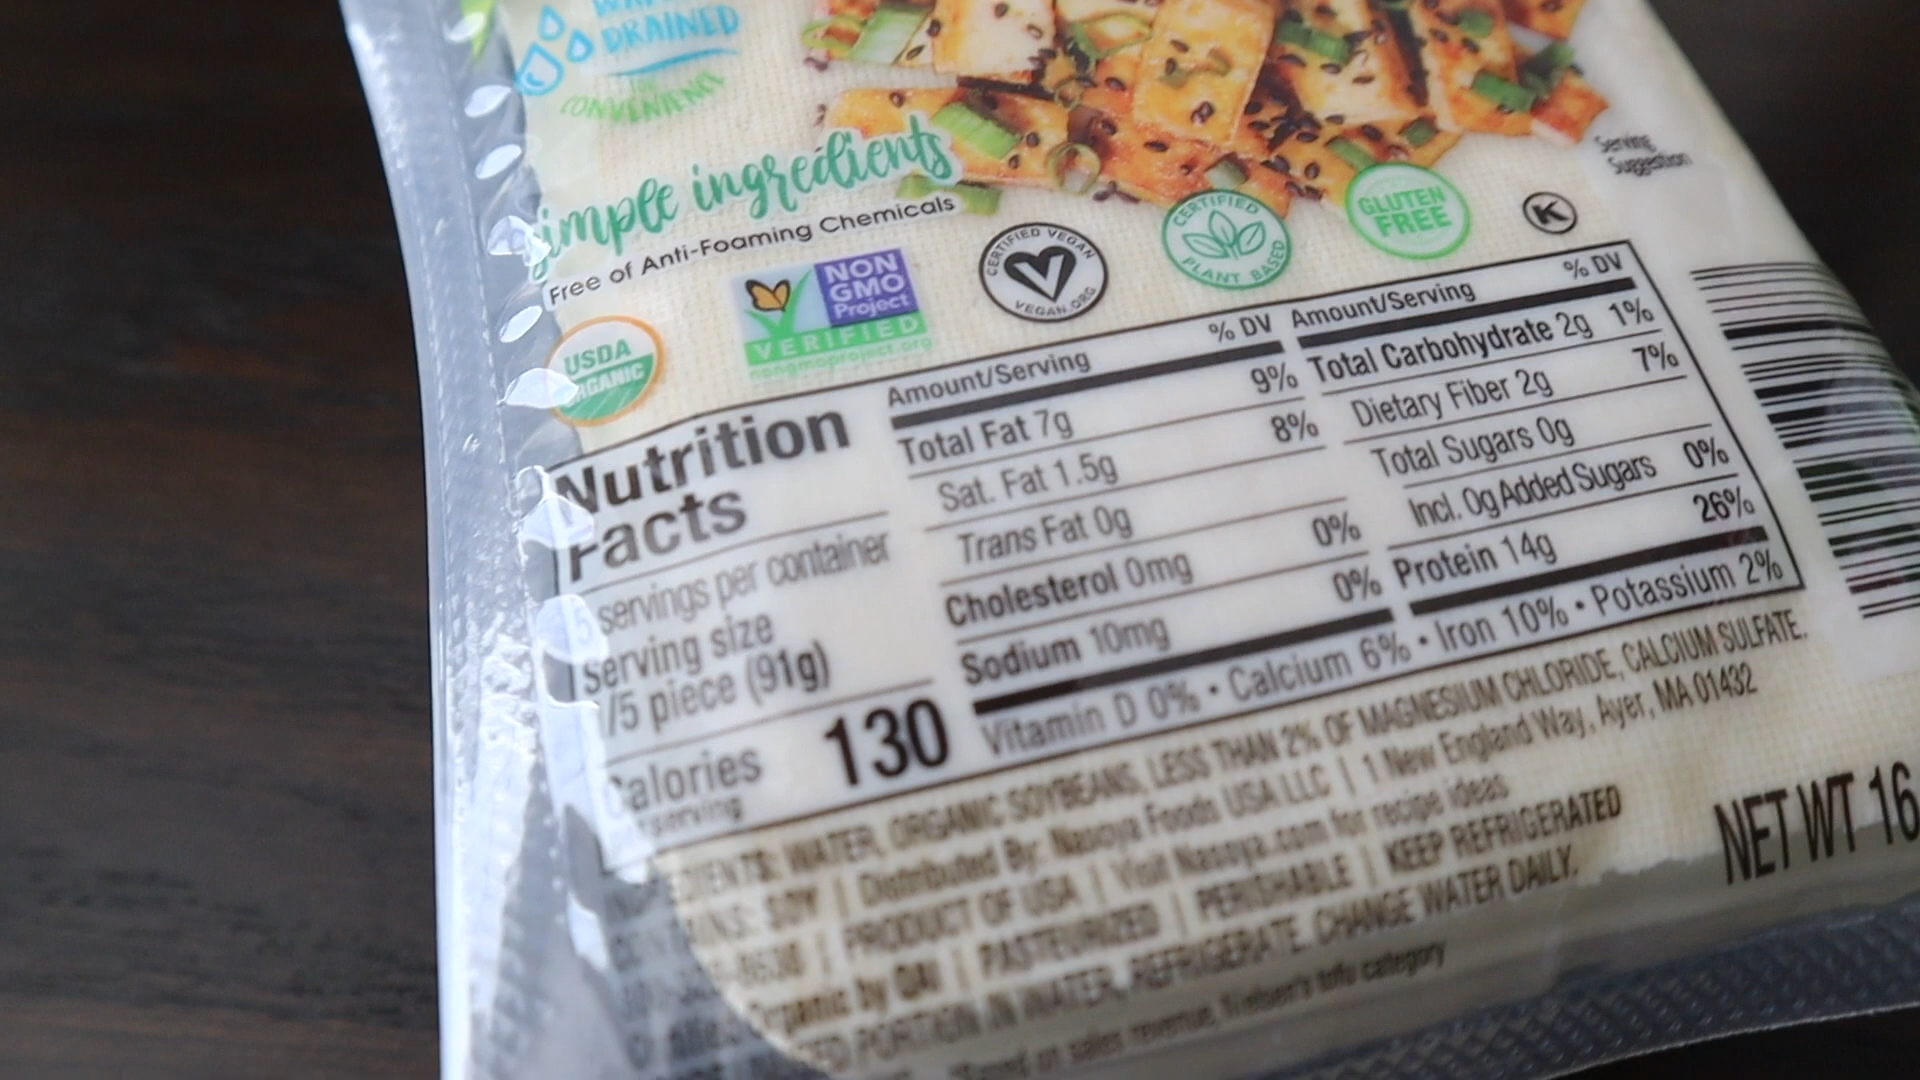 DRAINED
CONVENIENCE
simple ingredients
Free of Anti-Foaming Chemicals
Serving
Suggestion
USDA
ORGANIC
NON
GMO
Project
VERIFIED
nongmoproject.org
CERTIFIED VEGAN
VEGAN.ORG
CERTIFIED
PLANT BASED
GLUTEN
FREE
K
Nutrition
Facts
5 servings per container
Serving size
1/5 piece (91g)
Calories 130
per serving
Amount/Serving % DV
Total Fat 7g 9%
Sat. Fat 1.5g 8%
Trans Fat 0g
Cholesterol 0mg 0%
Sodium 10mg 0%
Amount/Serving % DV
Total Carbohydrate 2g 1%
Dietary Fiber 2g 7%
Total Sugars 0g
Incl. 0g Added Sugars 0%
Protein 14g 26%
Vitamin D 0% • Calcium 6% • Iron 10% • Potassium 2%
WATER, ORGANIC SOYBEANS, LESS THAN 2% OF MAGNESIUM CHLORIDE, CALCIUM SULFATE.
SOY | Distributed By: Nasoya Foods USA LLC | 1 New England Way, Ayer, MA 01432
PRODUCT OF USA | Visit Nasoya.com for recipe ideas
Organic by QAI | PASTEURIZED | PERISHABLE | KEEP REFRIGERATED
PORTION IN WATER, REFRIGERATE. CHANGE WATER DAILY.
*Based on sales revenue, Nielsen's tofu category
NET WT 16